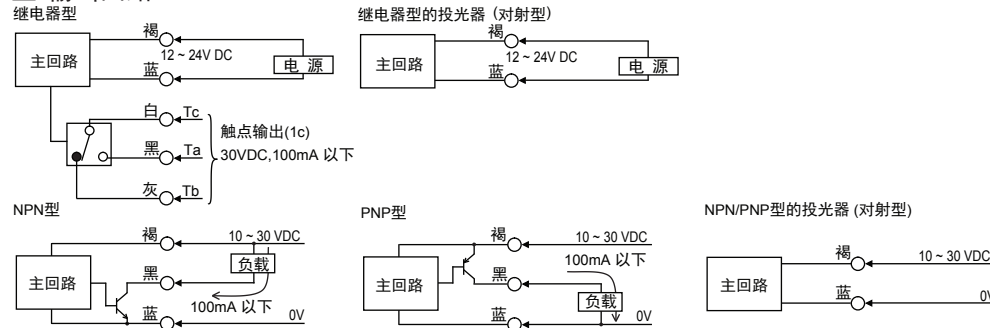 继电器型
褐
12 ~ 24V DC
主回路
电 源
蓝
白 Tc
触点输出(1c)
黑 Ta
30VDC,100mA 以下
灰 Tb
继电器型的投光器 (对射型)
褐
12 ~ 24V DC
主回路
电 源
蓝
NPN型
褐 10 ~ 30 VDC
负载
主回路
黑
100mA 以下
蓝 0V
PNP型
褐 10 ~ 30 VDC
100mA 以下
主回路
黑
负载
蓝 0V
NPN/PNP型的投光器 (对射型)
褐 10 ~ 30 VDC
主回路
蓝